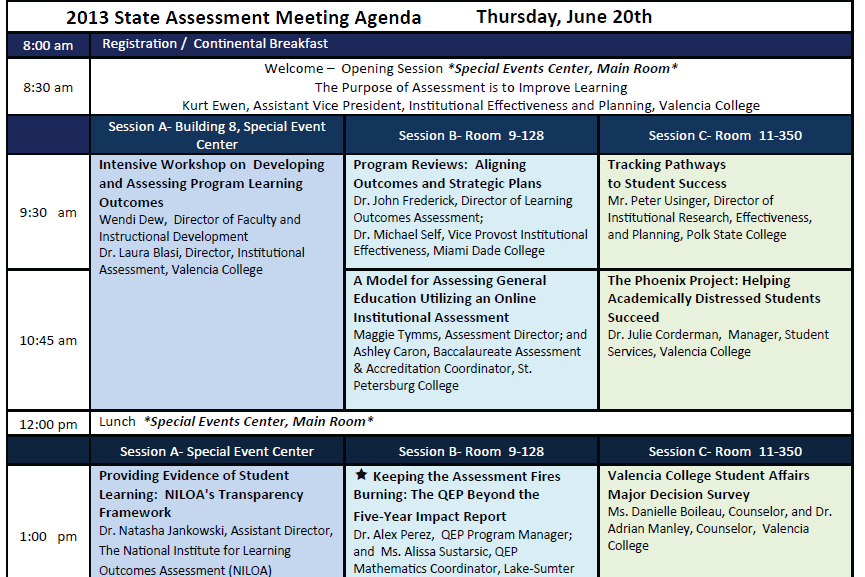 2013 State Assessment Meeting Agenda Thursday, June 20th
8:00 am
Registration / Continental Breakfast
8:30 am
Welcome – Opening Session *Special Events Center, Main Room*
The Purpose of Assessment is to Improve Learning
Kurt Ewen, Assistant Vice President, Institutional Effectiveness and Planning, Valencia College
Session A- Building 8, Special Event
Center
Session B- Room 9-128
Session C- Room 11-350
9:30 am
Intensive Workshop on Developing
and Assessing Program Learning
Outcomes
Wendi Dew, Director of Faculty and
Instructional Development
Dr. Laura Blasi, Director, Institutional
Assessment, Valencia College
Program Reviews: Aligning
Outcomes and Strategic Plans
Dr. John Frederick, Director of Learning
Outcomes Assessment;
Dr. Michael Self, Vice Provost Institutional
Effectiveness, Miami Dade College
Tracking Pathways
to Student Success
Mr. Peter Usinger, Director of
Institutional Research, Effectiveness,
and Planning, Polk State College
10:45 am
A Model for Assessing General
Education Utilizing an Online
Institutional Assessment
Maggie Tymms, Assessment Director; and
Ashley Caron, Baccalaureate Assessment
& Accreditation Coordinator, St.
Petersburg College
The Phoenix Project: Helping
Academically Distressed Students
Succeed
Dr. Julie Corderman, Manager, Student
Services, Valencia College
12:00 pm
Lunch *Special Events Center, Main Room*
Session A- Special Event Center
Session B- Room 9-128
Session C- Room 11-350
1:00 pm
Providing Evidence of Student
Learning: NILOA's Transparency
Framework
Dr. Natasha Jankowski, Assistant Director,
The National Institute for Learning
Outcomes Assessment (NILOA)
★ Keeping the Assessment Fires
Burning: The QEP Beyond the
Five-Year Impact Report
Dr. Alex Perez, QEP Program Manager;
and Ms. Alissa Sustarsic, QEP
Mathematics Coordinator, Lake-Sumter
Valencia College Student Affairs
Major Decision Survey
Ms. Danielle Boileau, Counselor, and Dr.
Adrian Manley, Counselor, Valencia
College